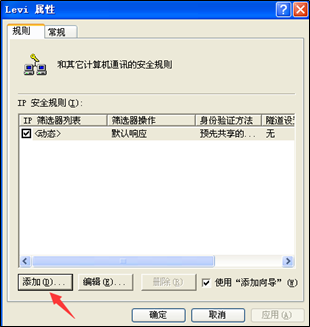 Levi 属性
规则 常规
和其它计算机通讯的安全规则
IP 安全规则(I):
IP 筛选器列表 筛选器操作 身份验证方法 隧道设
<动态> 默认响应 预先共享的... 无
添加(D)... 编辑(E)... 删除(R) 使用“添加向导”(W)
确定 取消 应用(A)